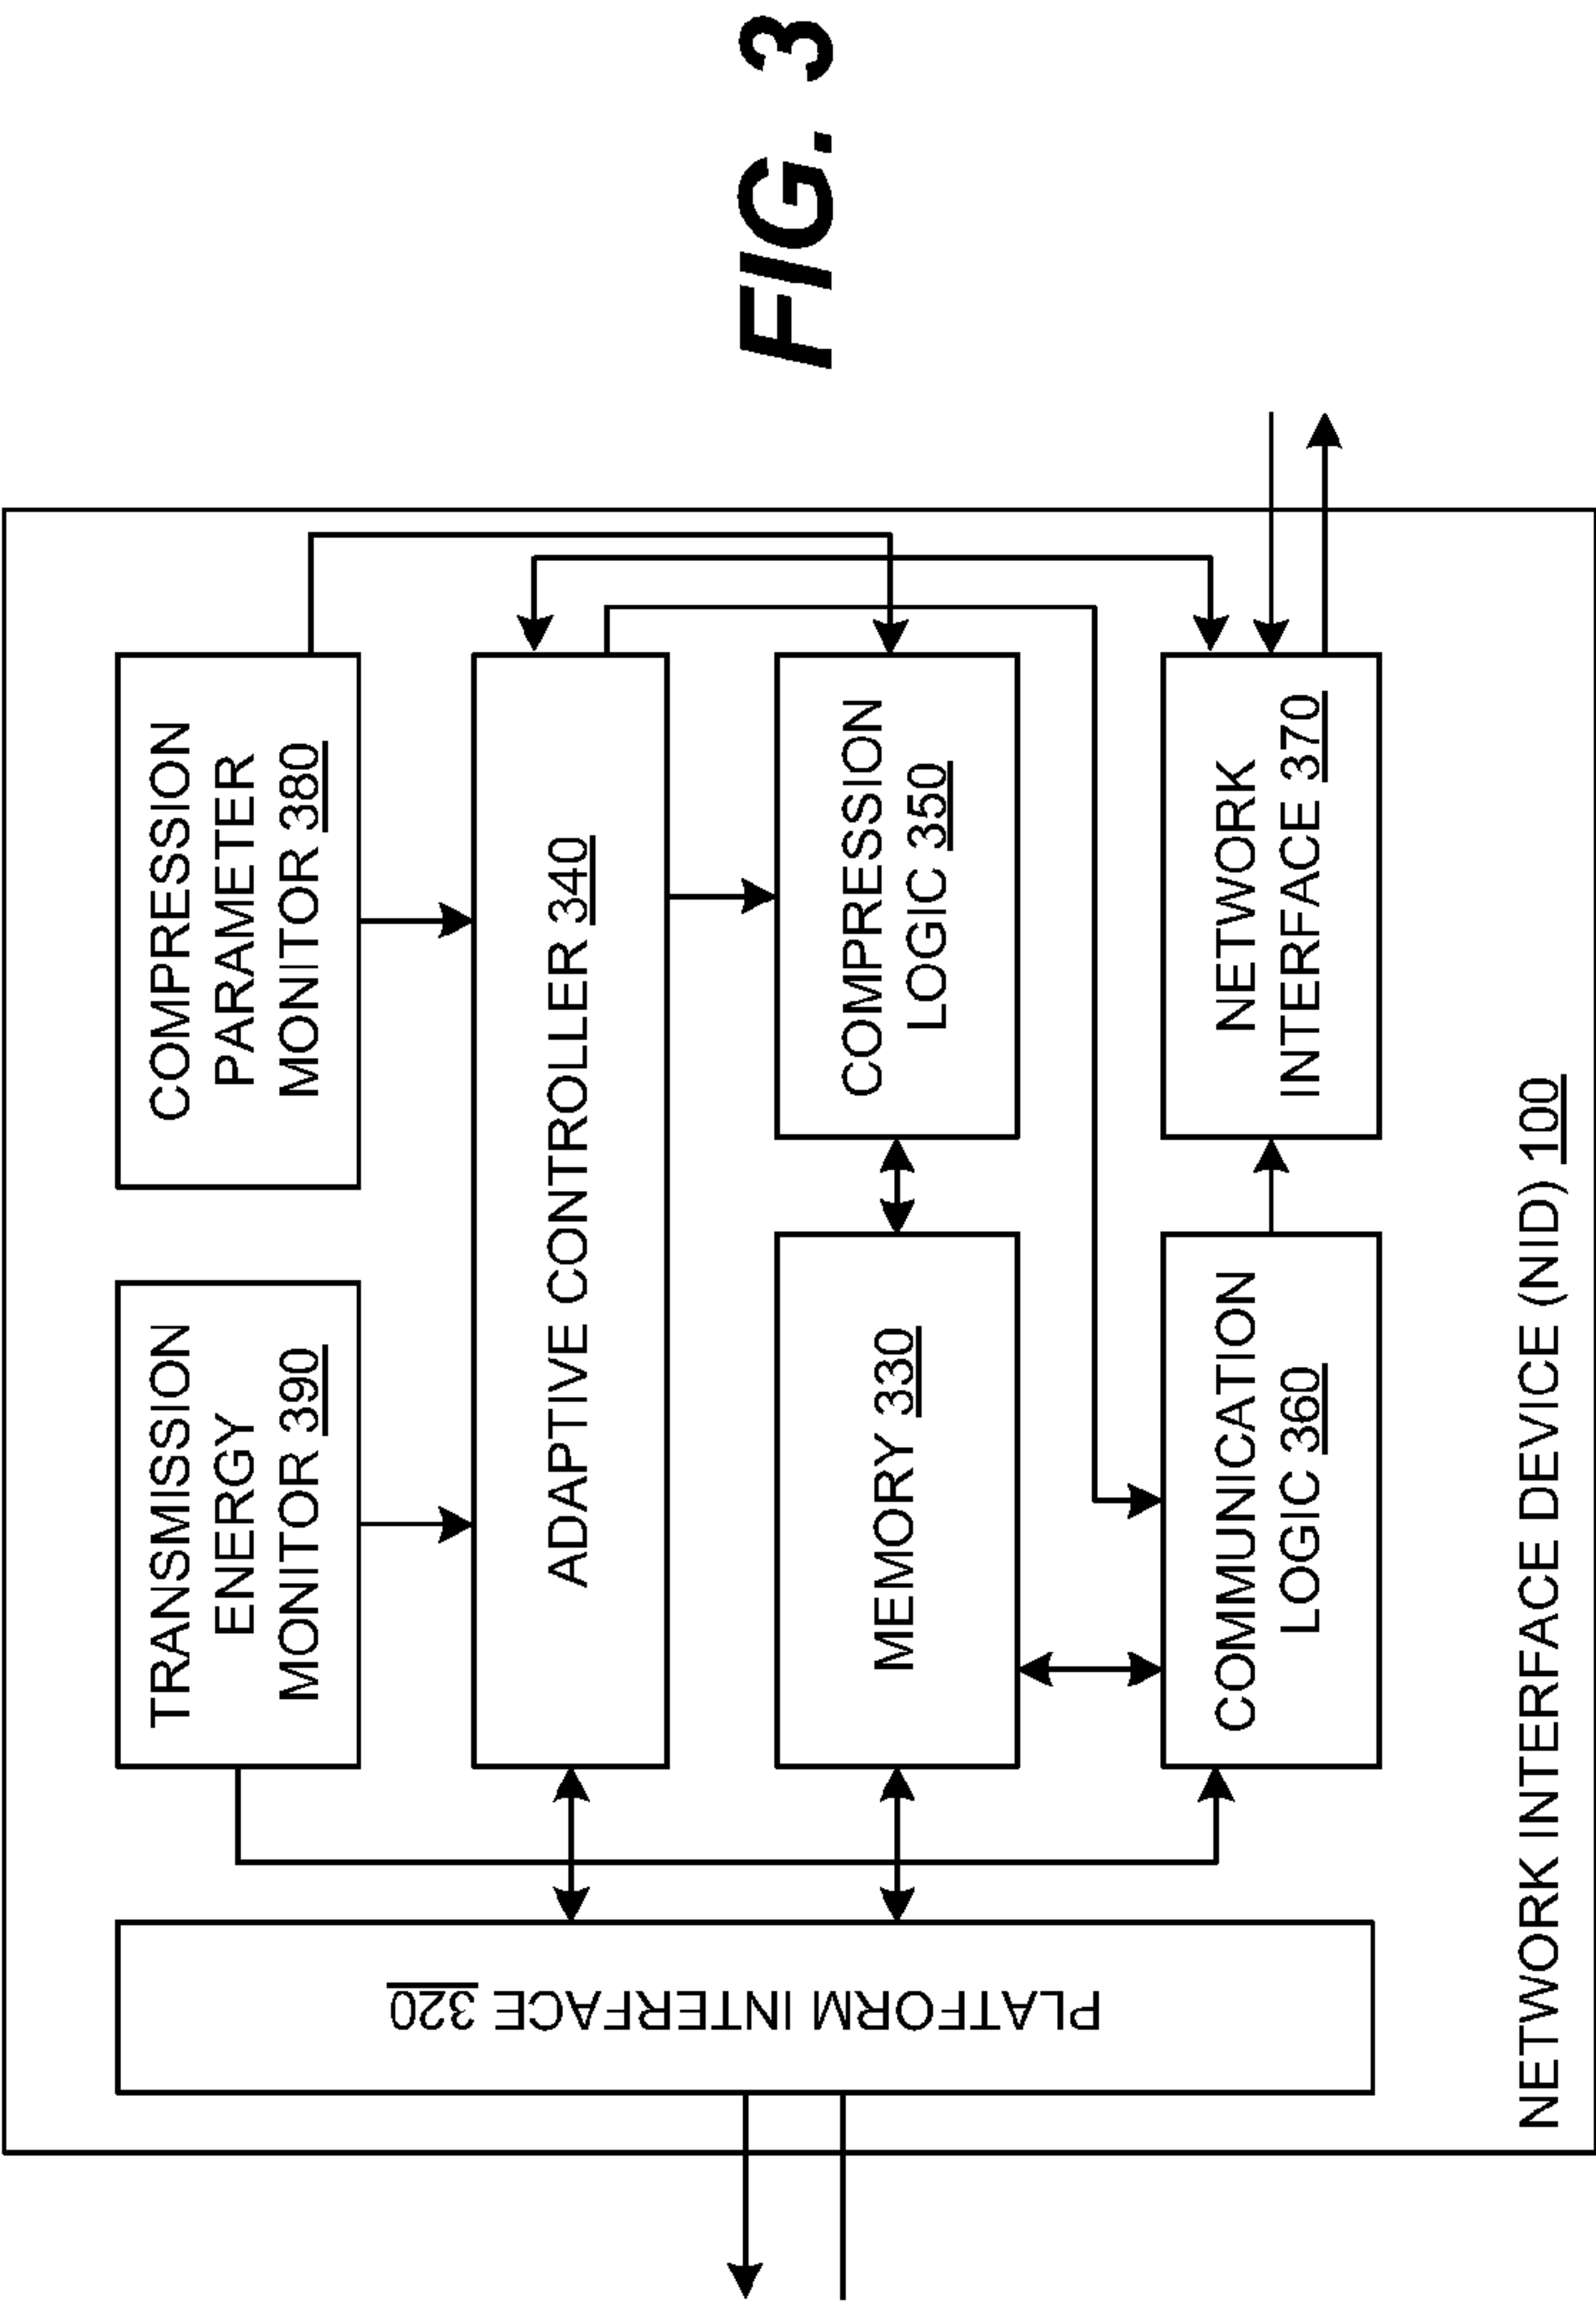 TRANSMISSION
ENERGY
MONITOR 390
COMPRESSION
PARAMETER
MONITOR 380
ADAPTIVE CONTROLLER 340
PLATFORM INTERFACE 320
MEMORY 330
COMPRESSION
LOGIC 350
COMMUNICATION
LOGIC 360
NETWORK
INTERFACE 370
NETWORK INTERFACE DEVICE (NID) 100
FIG. 3